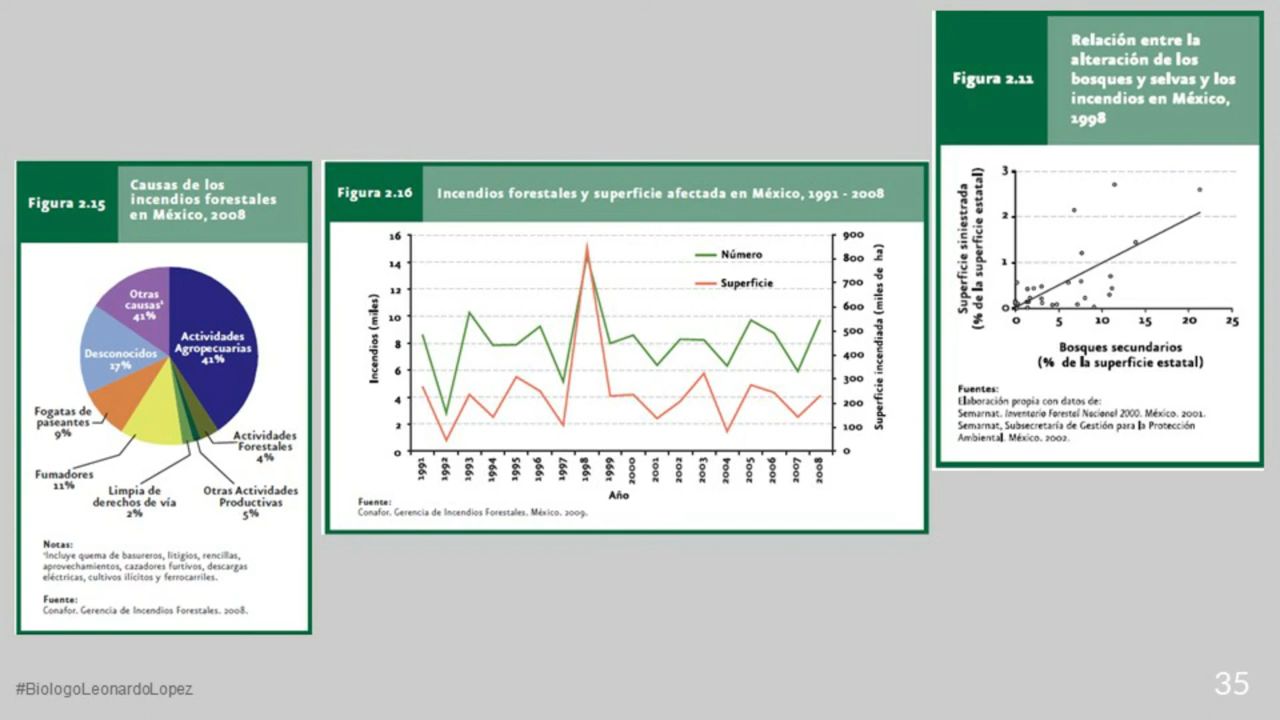 Figura 2.15
Causas de los
incendios forestales
en México, 2008
Otras
causas¹
41%
Actividades
Agropecuarias
41%
Desconocidos
17%
Fogatas de
paseantes
9%
Actividades
Forestales
4%
Fumadores
11%
Limpia de
derechos de vía
2%
Otras Actividades
Productivas
5%
Notas:
¹Incluye quema de basureros, litigios, rencillas,
aprovechamientos, cazadores furtivos, descargas
eléctricas, cultivos ilícitos y ferrocarriles.
Fuente:
Conafor. Gerencia de Incendios Forestales. 2008.
Figura 2.16
Incendios forestales y superficie afectada en México, 1991 - 2008
Incendios (miles)
16
14
12
10
8
6
4
2
0
Número
Superficie
900
800
700
600
500
400
300
200
100
0
Superficie incendiada (miles de ha)
1991 1992 1993 1994 1995 1996 1997 1998 1999 2000 2001 2002 2003 2004 2005 2006 2007 2008
Año
Fuente:
Conafor. Gerencia de Incendios Forestales. México. 2009.
Figura 2.11
Relación entre la
alteración de los
bosques y selvas y los
incendios en México,
1998
Superficie siniestrada
(% de la superficie estatal)
3
2
1
0
0 5 10 15 20 25
Bosques secundarios
(% de la superficie estatal)
Fuentes:
Elaboración propia con datos de:
Semarnat. Inventario Forestal Nacional 2000. México. 2001.
Semarnat, Subsecretaría de Gestión para la Protección
Ambiental. México. 2002.
#BiologoLeonardoLopez
35